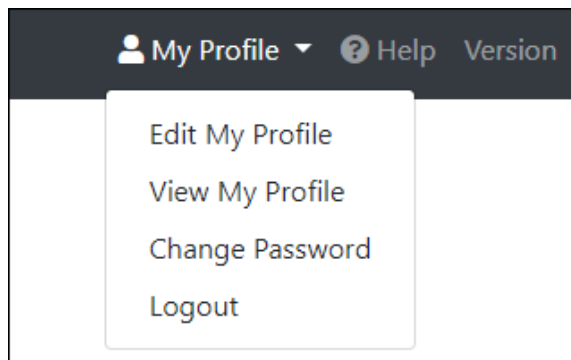 My Profile Help Version
Edit My Profile
View My Profile
Change Password
Logout